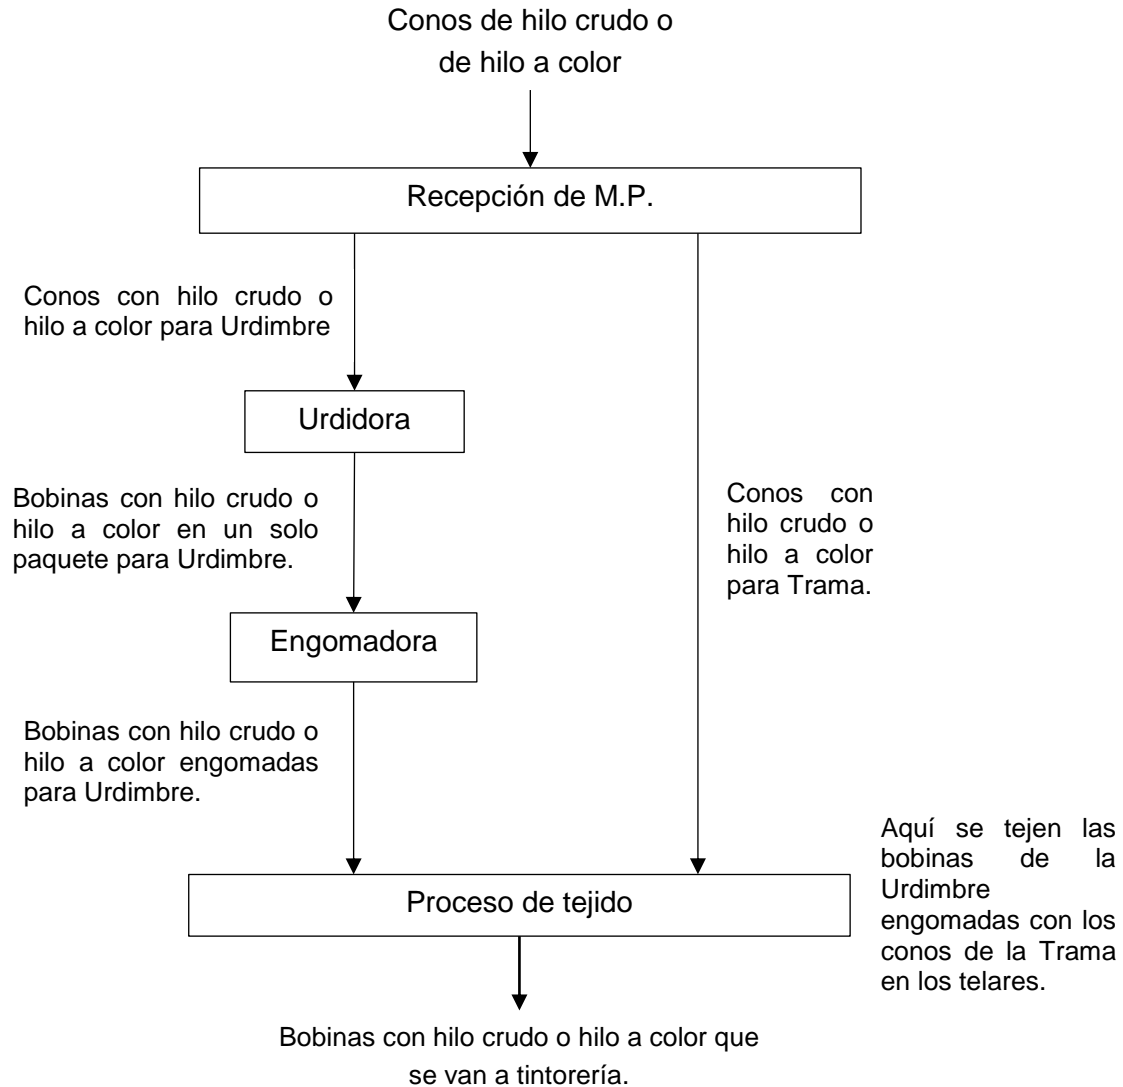 Conos de hilo crudo o
de hilo a color
Recepción de M.P.
Conos con hilo crudo o
hilo a color para Urdimbre
Urdidora
Bobinas con hilo crudo o
hilo a color en un solo
paquete para Urdimbre.
Conos con
hilo crudo o
hilo a color
para Trama.
Engomadora
Bobinas con hilo crudo o
hilo a color engomadas
para Urdimbre.
Aquí se tejen las
bobinas de la
Urdimbre
engomadas con los
conos de la Trama
en los telares.
Proceso de tejido
Bobinas con hilo crudo o hilo a color que
se van a tintorería.